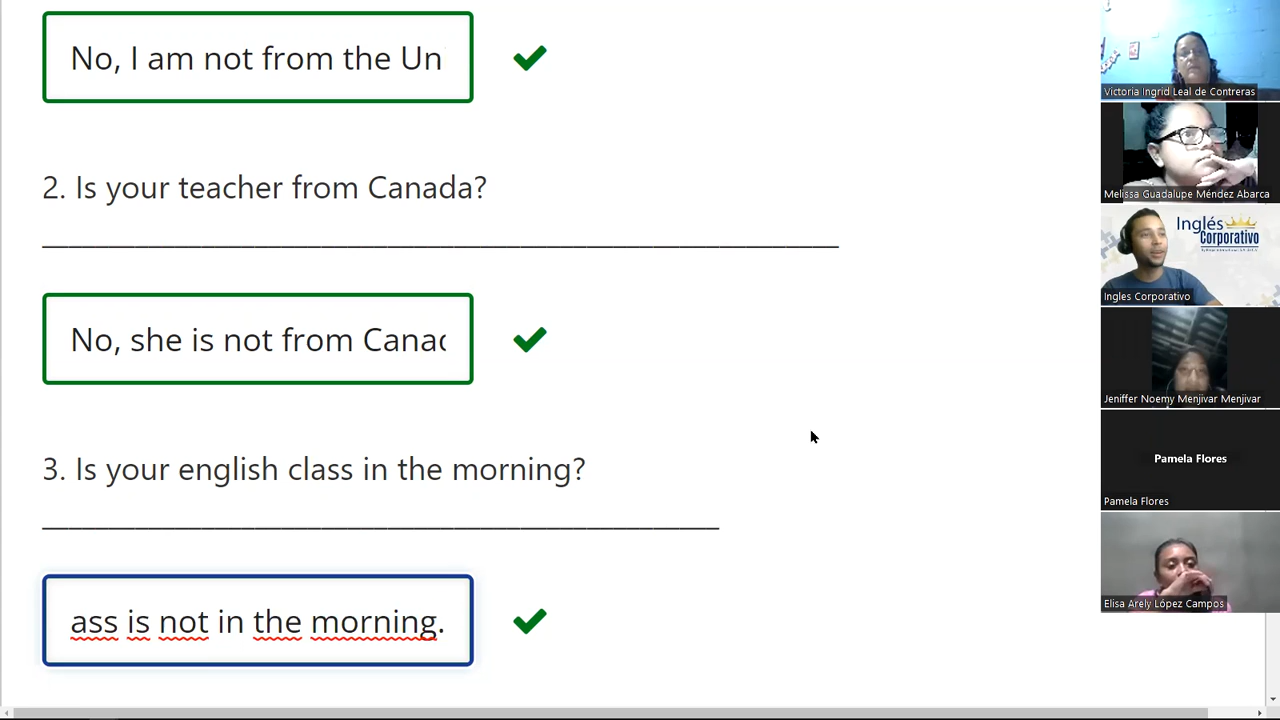 No, I am not from the Un
2. Is your teacher from Canada?
No, she is not from Canac
3. Is your english class in the morning?
ass is not in the morning.
Victoria Ingrid Leal de Contreras
Melissa Guadalupe Méndez Abarca
Inglés
Corporativo
Ingles Corporativo
Jeniffer Noemy Menjivar Menjivar
Pamela Flores
Pamela Flores
Elisa Arely López Campos